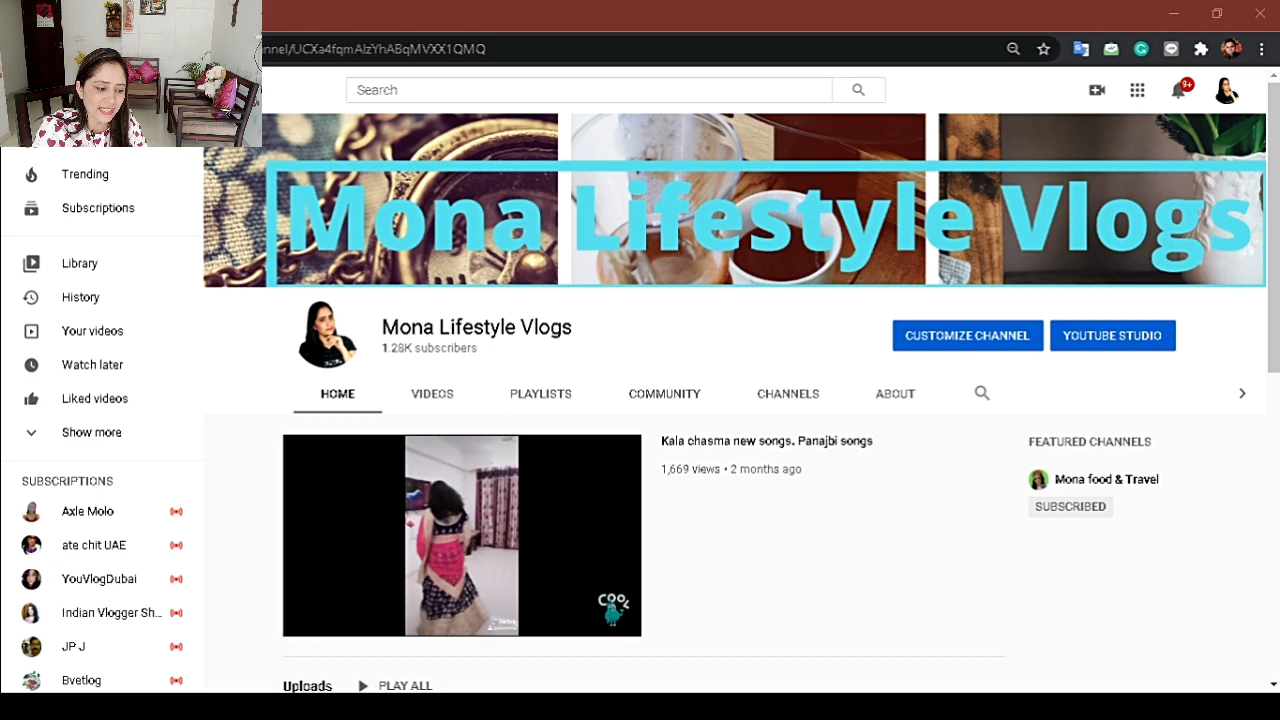 nnel/UCXa4fqmAlzYhABqMVXX1QMQ
Search
9+
Mona Lifestyle Vlogs
Trending
Subscriptions
Library
History
Your videos
Watch later
Liked videos
Show more
SUBSCRIPTIONS
Axle Molo
ate chit UAE
YouVlogDubai
Indian Vlogger Sh...
JP J
Bvetlog
Mona Lifestyle Vlogs
1.28K subscribers
CUSTOMIZE CHANNEL
YOUTUBE STUDIO
HOME VIDEOS PLAYLISTS COMMUNITY CHANNELS ABOUT
Kala chasma new songs. Panajbi songs
1,669 views • 2 months ago
COOL
FEATURED CHANNELS
Mona food & Travel
SUBSCRIBED
Uploads PLAY ALL